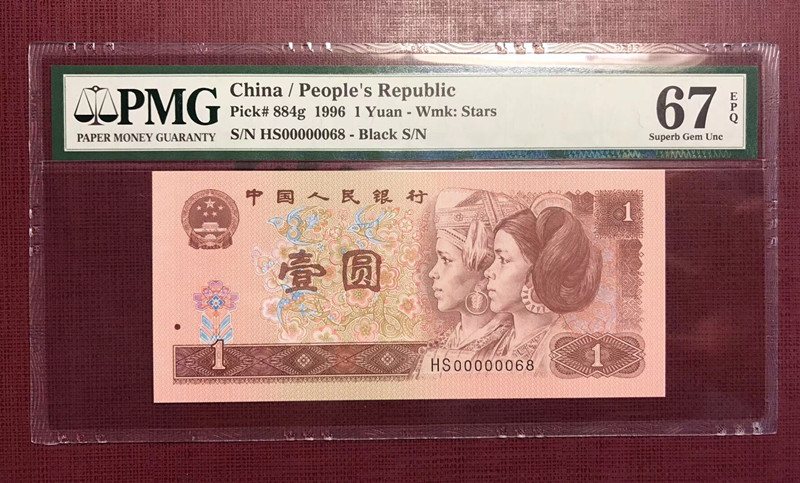 PMG
PAPER MONEY GUARANTY
China / People's Republic
Pick# 884g 1996 1 Yuan - Wmk: Stars
S/N HS00000068 - Black S/N
67 EPQ
Superb Gem Unc
中国人民银行
1
壹圆
1
1
HS00000068